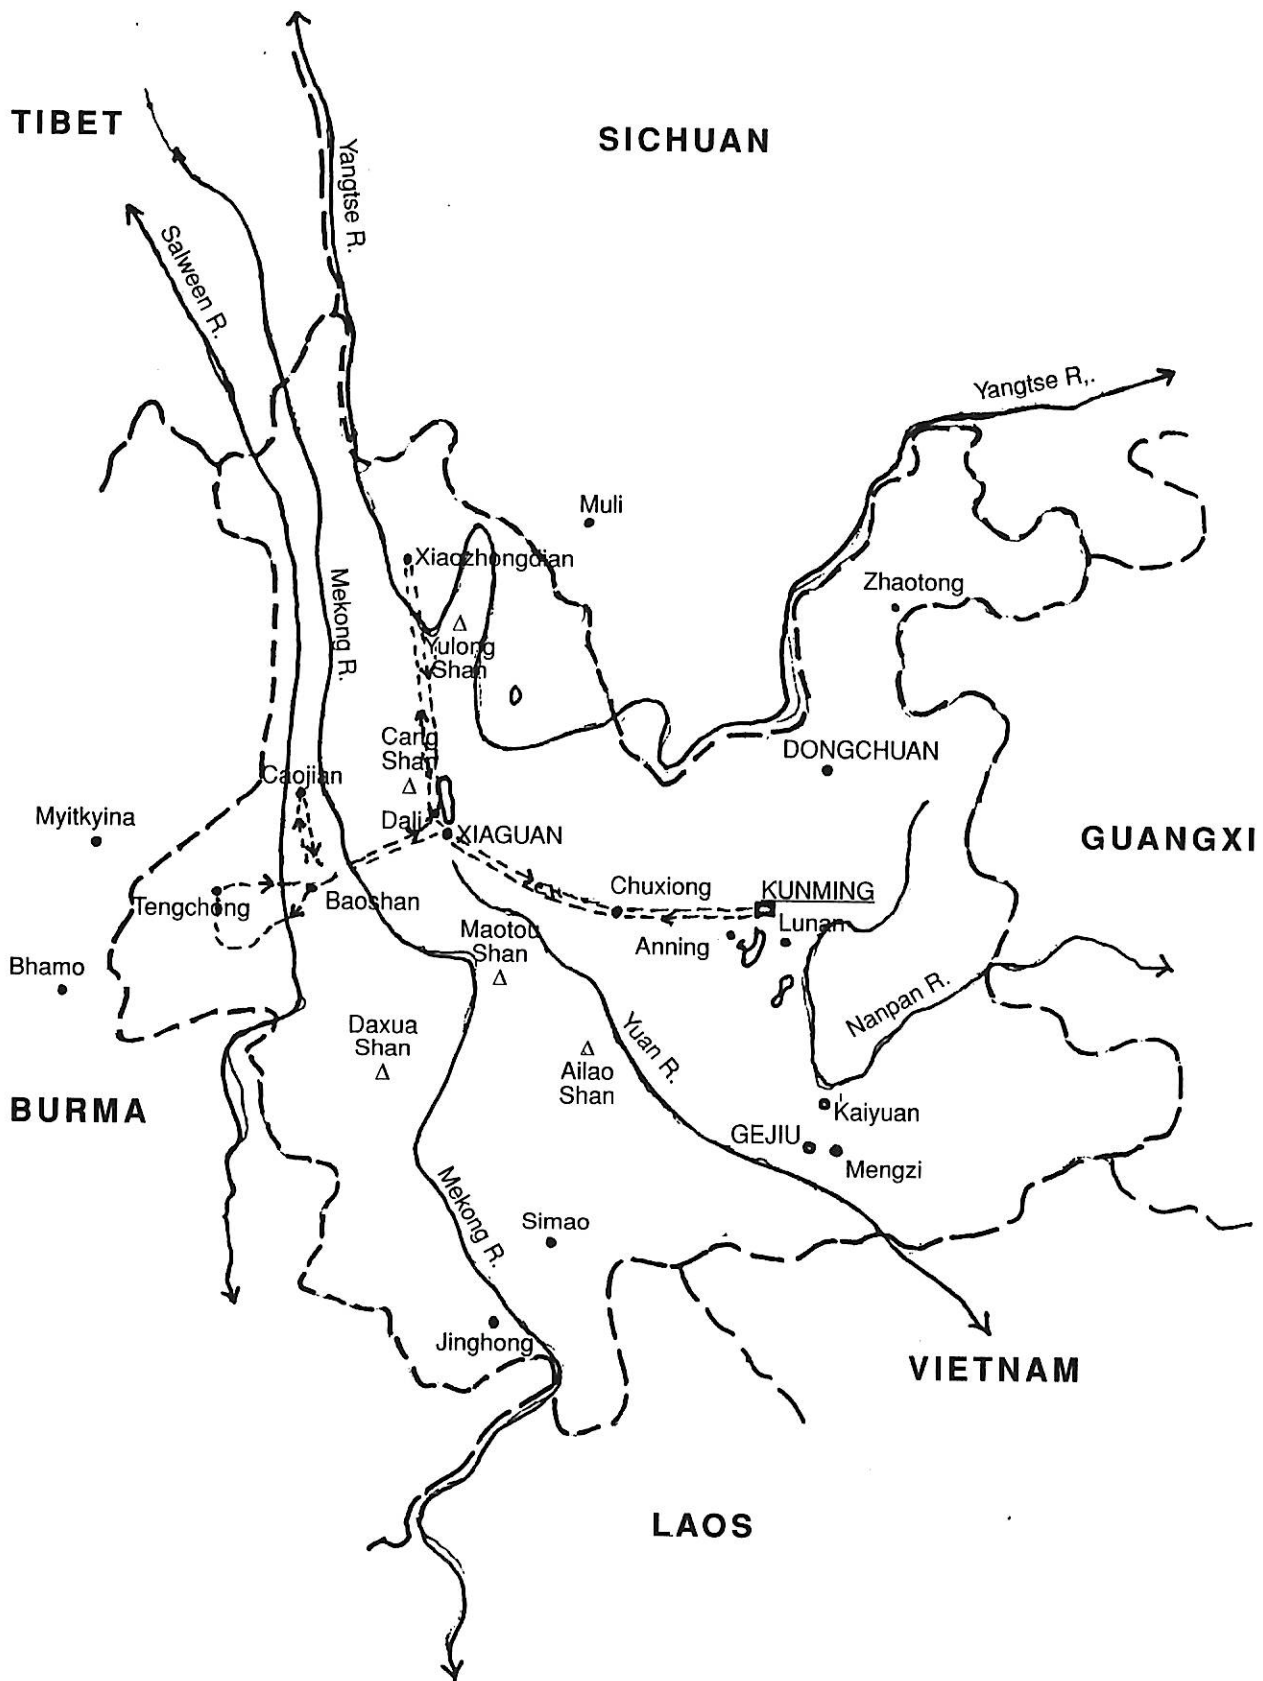 TIBET
SICHUAN
Yangtse R.
Salween R.
Yangtse R,.
Muli
Xiaozhongdian
Zhaotong
Mekong R.
Yulong
Shan
Cang
Shan
DONGCHUAN
Caojian
Myitkyina
Dali
XIAGUAN
GUANGXI
Tengchong
Baoshan
Chuxiong
KUNMING
Lunan
Maotou
Shan
Anning
Bhamo
Nanpan R.
Daxua
Shan
Yuan R.
Ailao
Shan
BURMA
Kaiyuan
GEJIU
Mengzi
Mekong R.
Simao
Jinghong
VIETNAM
LAOS